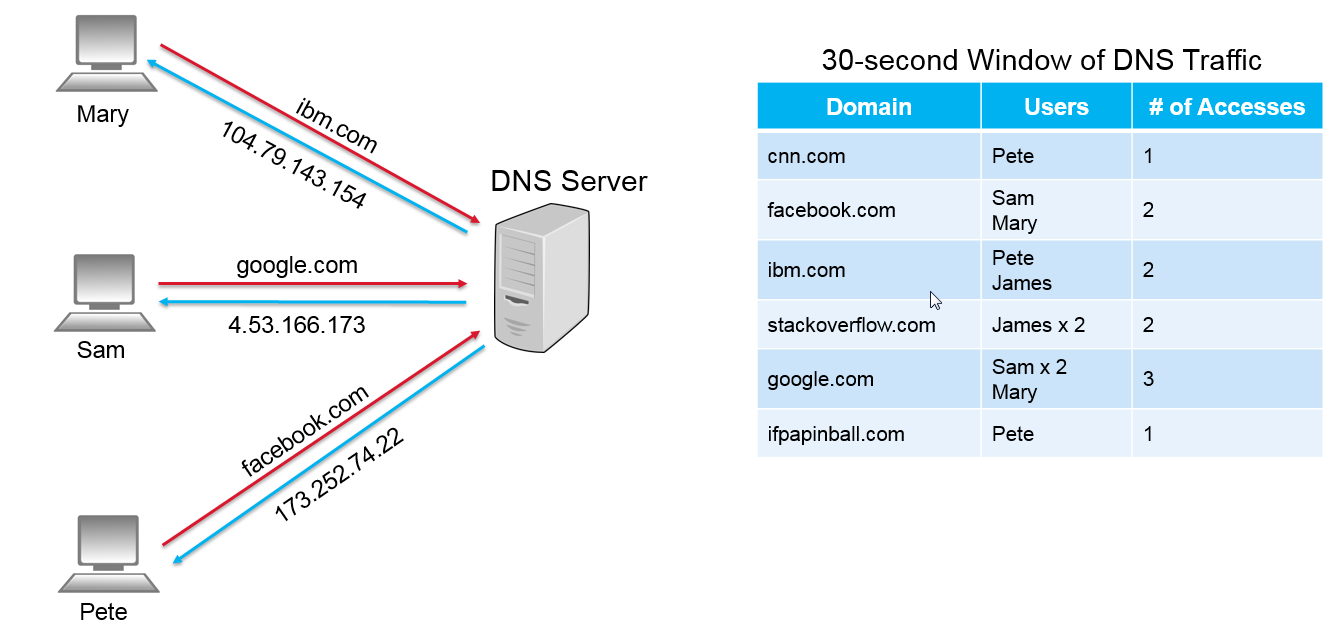 Mary
ibm.com
104.79.143.154
DNS Server
google.com
4.53.166.173
Sam
facebook.com
173.252.74.22
Pete
30-second Window of DNS Traffic
Domain Users # of Accesses
cnn.com Pete 1
facebook.com Sam 2
Mary
ibm.com Pete 2
James
stackoverflow.com James x 2 2
google.com Sam x 2 3
Mary
ifpapinball.com Pete 1